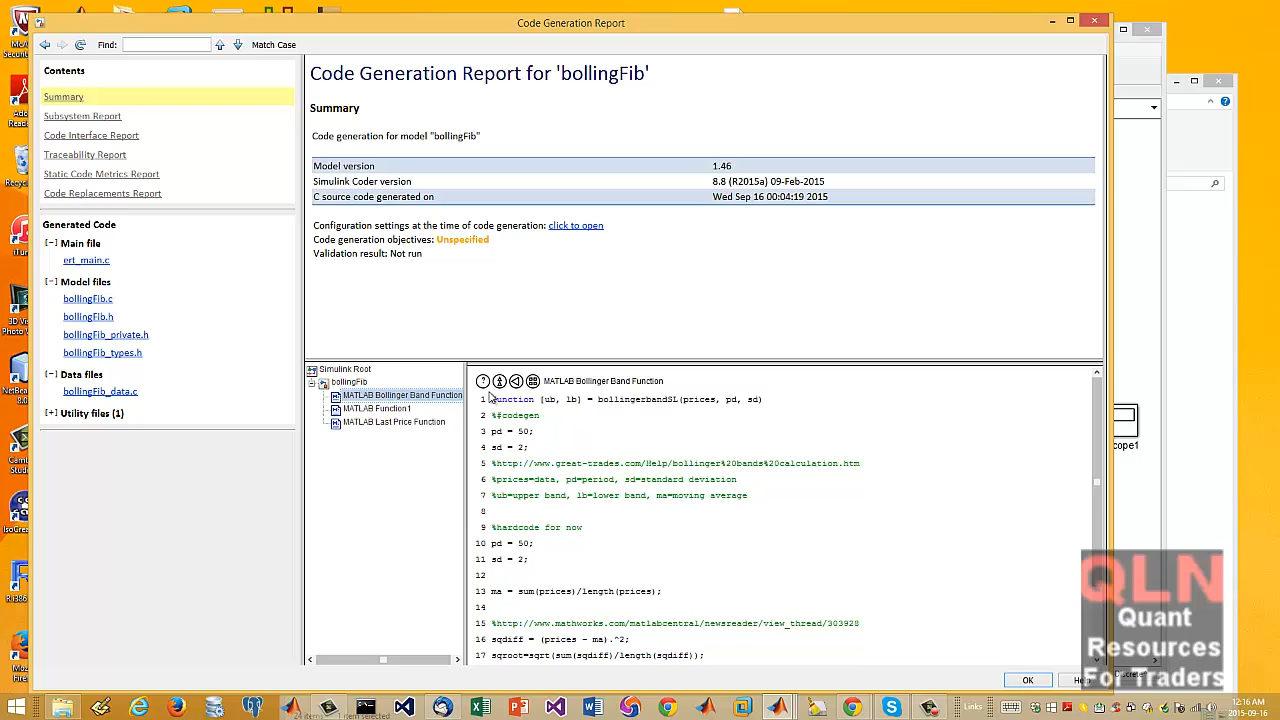 Code Generation Report
Find:
Match Case
Contents
Summary
Subsystem Report
Code Interface Report
Traceability Report
Static Code Metrics Report
Code Replacements Report
Generated Code
[-] Main file
ert_main.c
[-] Model files
bollingFib.c
bollingFib.h
bollingFib_private.h
bollingFib_types.h
[-] Data files
bollingFib_data.c
[+] Utility files (1)
Code Generation Report for 'bollingFib'
Summary
Code generation for model "bollingFib"
Model version 1.46
Simulink Coder version 8.8 (R2015a) 09-Feb-2015
C source code generated on Wed Sep 16 00:04:19 2015
Configuration settings at the time of code generation: click to open
Code generation objectives: Unspecified
Validation result: Not run
Simulink Root
bollingFib
MATLAB Bollinger Band Function
MATLAB Function1
MATLAB Last Price Function
MATLAB Bollinger Band Function
1 function [ub, lb] = bollingerbandSL(prices, pd, sd)
2 %#codegen
3 pd = 50;
4 sd = 2;
5 %http://www.great-trades.com/Help/bollinger%20bands%20calculation.htm
6 %prices=data, pd=period, sd=standard deviation
7 %ub=upper band, lb=lower band, ma=moving average
8
9 %hardcode for now
10 pd = 50;
11 sd = 2;
12
13 ma = sum(prices)/length(prices);
14
15 %http://www.mathworks.com/matlabcentral/newsreader/view_thread/303928
16 sqdiff = (prices - ma).^2;
17 sqroot=sqrt(sum(sqdiff)/length(sqdiff));
OK
cope1
QLN
Quant
Resources
For Traders
Links
12:16 AM
2015-09-16